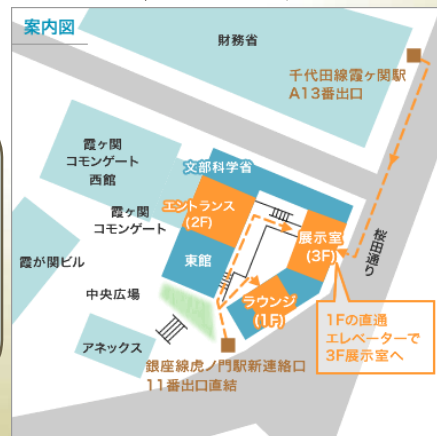 案内図
財務省
千代田線霞ヶ関駅
A13番出口
霞ヶ関
コモンゲート
西館
文部科学省
エントランス
(2F)
霞ヶ関
コモンゲート
展示室
(3F)
桜田通り
東館
霞が関ビル
中央広場
ラウンジ
(1F)
1Fの直通
エレベーターで
3F展示室へ
アネックス
銀座線虎ノ門駅新連絡口
11番出口直結